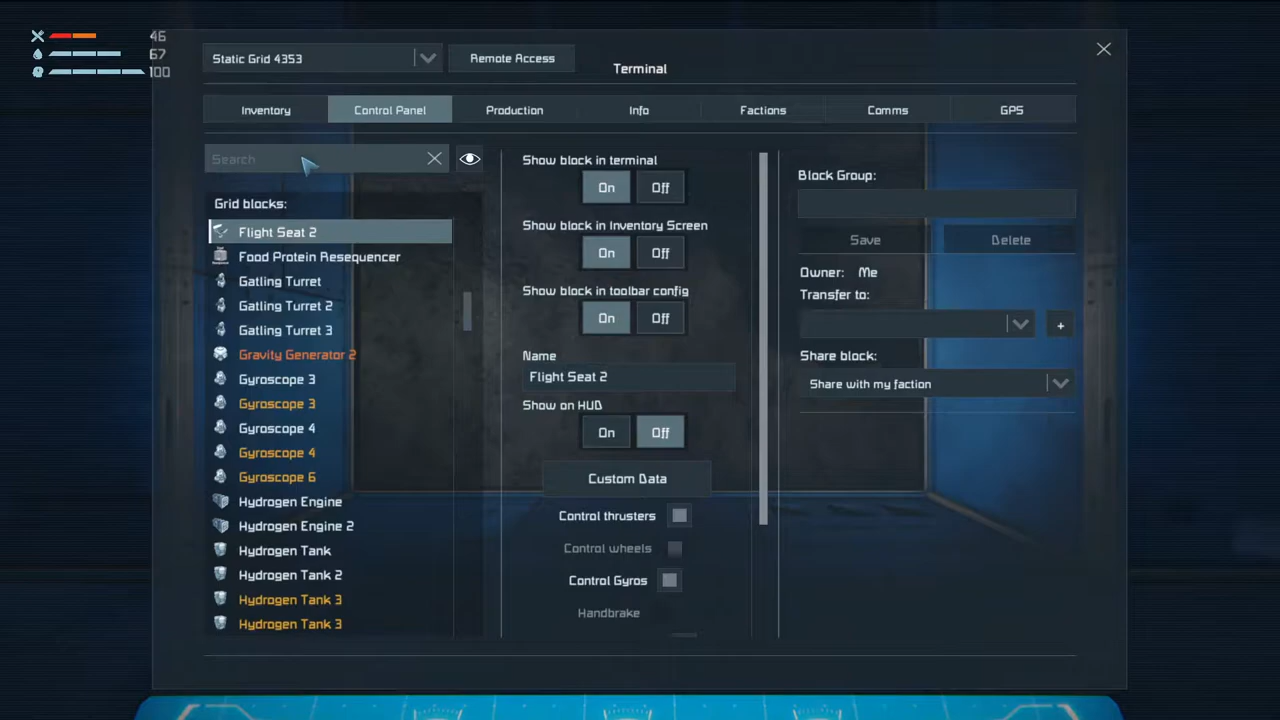 46
67
100
Static Grid 4353
Remote Access
Terminal
Inventory
Control Panel
Production
Info
Factions
Comms
GPS
Search
Grid blocks:
Flight Seat 2
Food Protein Resequencer
Gatling Turret
Gatling Turret 2
Gatling Turret 3
Gravity Generator 2
Gyroscope 3
Gyroscope 3
Gyroscope 4
Gyroscope 4
Gyroscope 6
Hydrogen Engine
Hydrogen Engine 2
Hydrogen Tank
Hydrogen Tank 2
Hydrogen Tank 3
Hydrogen Tank 3
Show block in terminal
On Off
Show block in Inventory Screen
On Off
Show block in toolbar config
On Off
Name
Flight Seat 2
Show on HUD
On Off
Custom Data
Control thrusters
Control wheels
Control Gyros
Handbrake
Block Group:
Save Delete
Owner: Me
Transfer to:
+
Share block:
Share with my faction